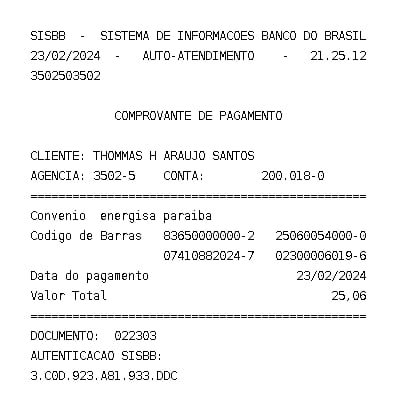 SISBB - SISTEMA DE INFORMACOES BANCO DO BRASIL
23/02/2024 - AUTO-ATENDIMENTO - 21.25.12
3502503502
COMPROVANTE DE PAGAMENTO
CLIENTE: THOMMAS H ARAUJO SANTOS
AGENCIA: 3502-5 CONTA: 200.018-0
================================================
Convenio energisa paraiba
Codigo de Barras 83650000000-2 25060054000-0
07410882024-7 02300006019-6
Data do pagamento 23/02/2024
Valor Total 25,06
================================================
DOCUMENTO: 022303
AUTENTICACAO SISBB:
3.C0D.923.A81.933.DDC